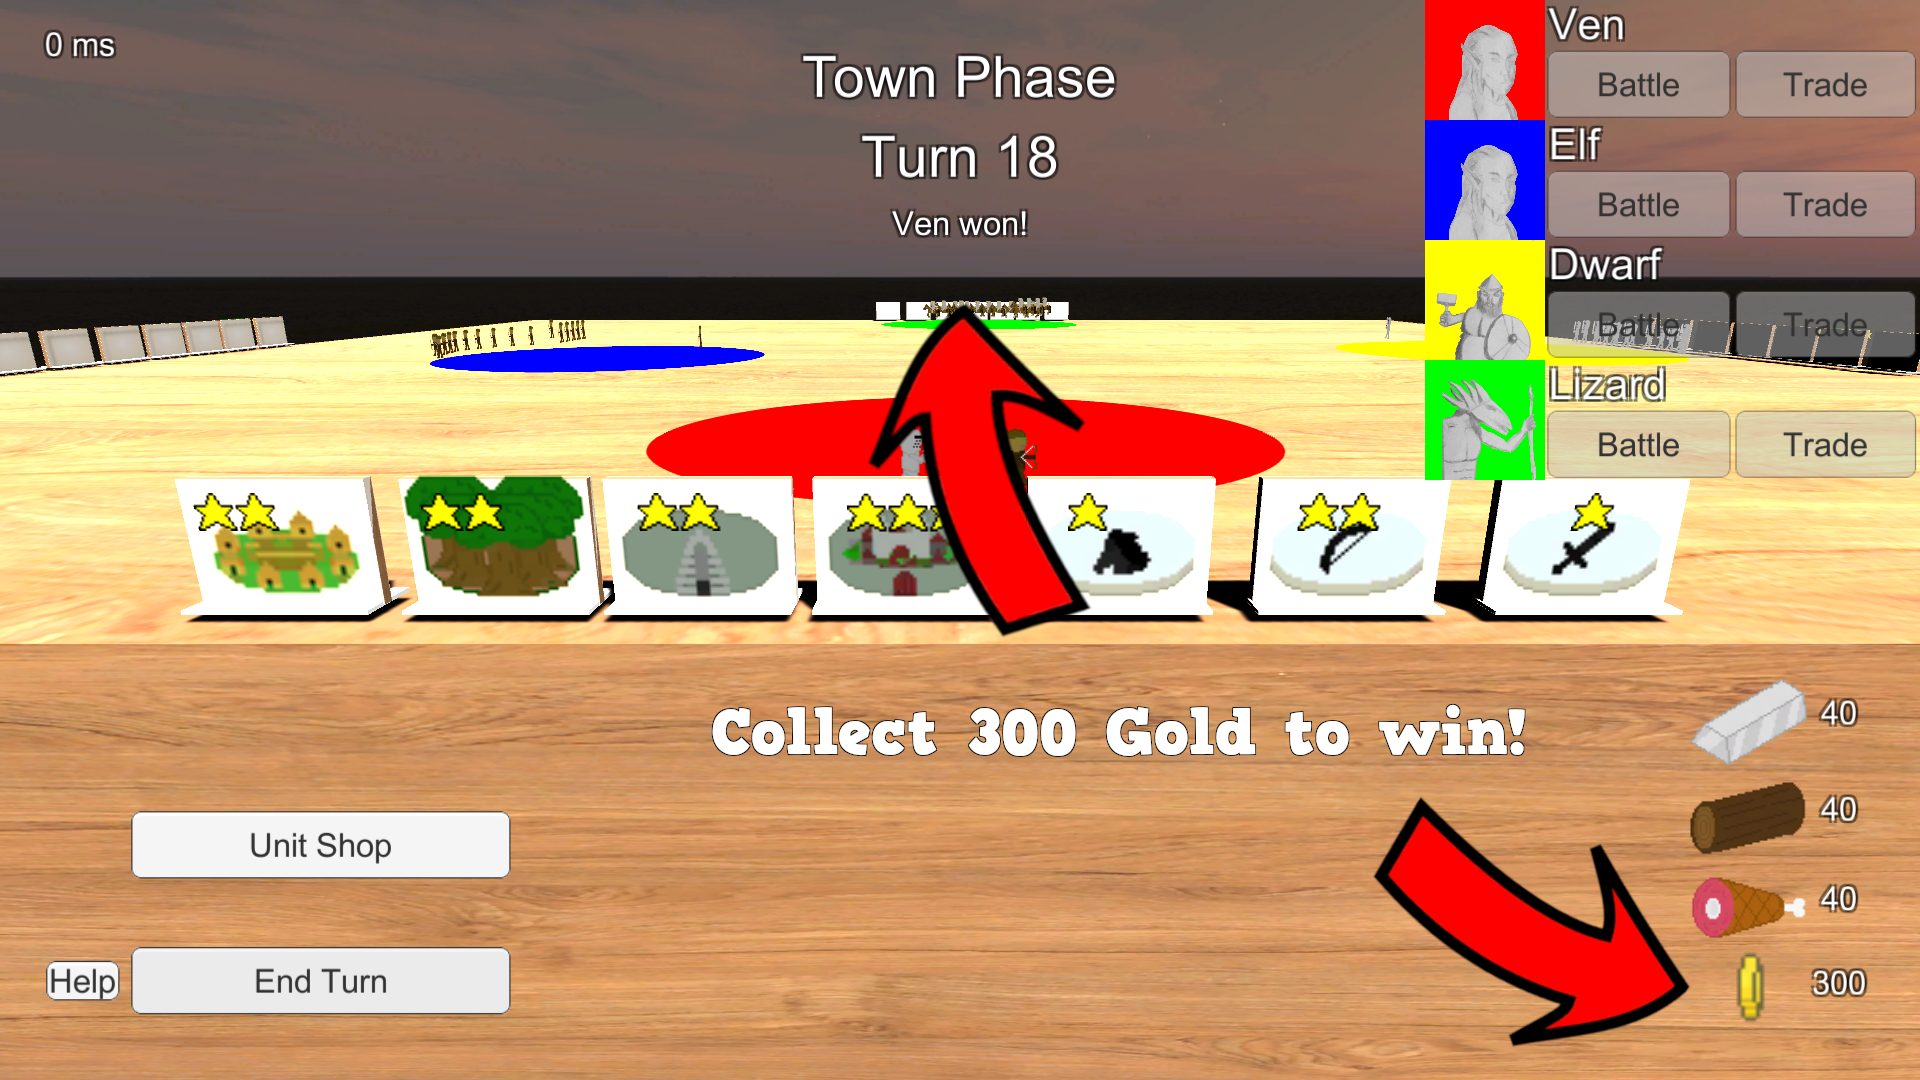 0 ms
Town Phase
Turn 18
Ven won!
Ven
Battle
Trade
Elf
Battle
Trade
Dwarf
Battle
Trade
Lizard
Battle
Trade
Collect 300 Gold to win!
40
40
40
300
Unit Shop
Help
End Turn